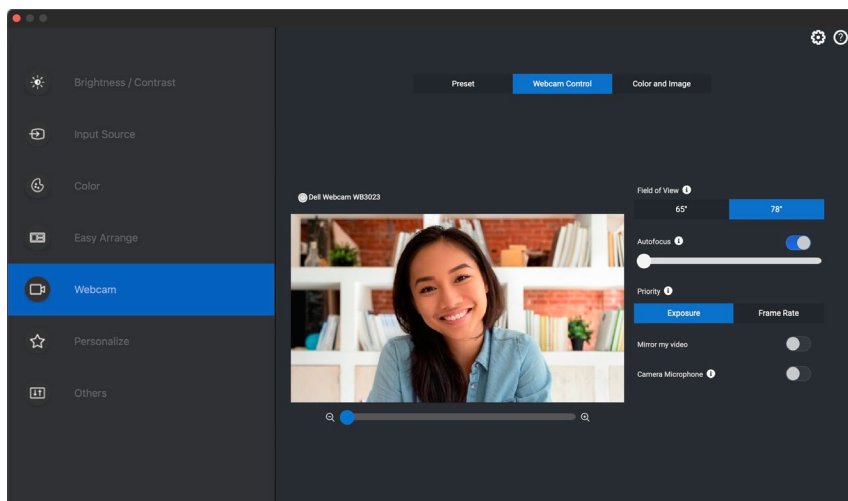 Brightness / Contrast
Input Source
Color
Easy Arrange
Webcam
Personalize
Others
Preset
Webcam Control
Color and Image
Dell Webcam WB3023
Field of View
65°
78°
Autofocus
Priority
Exposure
Frame Rate
Mirror my video
Camera Microphone